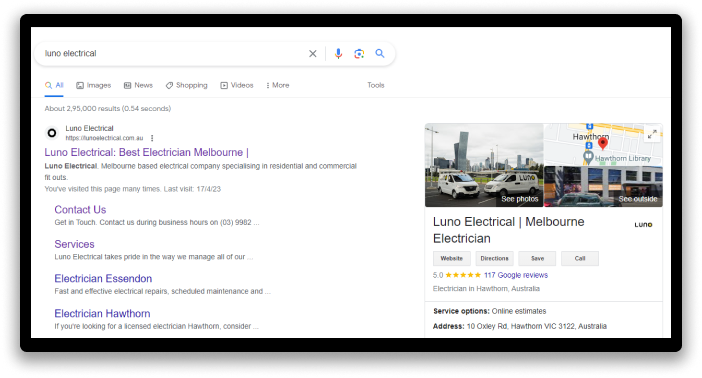 luno electrical
All
Images
News
Shopping
Videos
More
Tools
About 2,95,000 results (0.54 seconds)
Luno Electrical
https://lunoelectrical.com.au
Luno Electrical: Best Electrician Melbourne |
Luno Electrical. Melbourne based electrical company specialising in residential and commercial
fit outs.
You've visited this page many times. Last visit: 17/4/23
Contact Us
Get in Touch. Contact us during business hours on (03) 9982 ...
Services
Luno Electrical takes pride in the way we manage all of our ...
Electrician Essendon
Fast and effective electrical repairs, scheduled maintenance and ...
Electrician Hawthorn
If you're looking for a licensed electrician Hawthorn, consider ...
LUNO
See photos
Hawthorn
Hawthorn Library
See outside
Luno Electrical | Melbourne
Electrician
LUNO
Website
Directions
Save
Call
5.0 ★★★★★ 117 Google reviews
Electrician in Hawthorn, Australia
Service options: Online estimates
Address: 10 Oxley Rd, Hawthorn VIC 3122, Australia